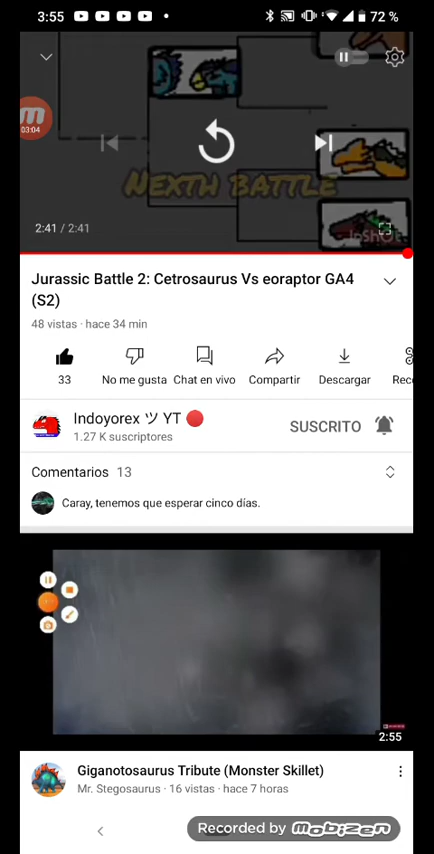 3:55
72 %
03:04
NEXTH BATTLE
InShOt
2:41 / 2:41
Jurassic Battle 2: Cetrosaurus Vs eoraptor GA4
(S2)
48 vistas · hace 34 min
33
No me gusta
Chat en vivo
Compartir
Descargar
Rec
Indoyorex ツ YT
1.27 K suscriptores
SUSCRITO
Comentarios 13
Caray, tenemos que esperar cinco días.
2:55
Giganotosaurus Tribute (Monster Skillet)
Mr. Stegosaurus · 16 vistas · hace 7 horas
Recorded by mobizen